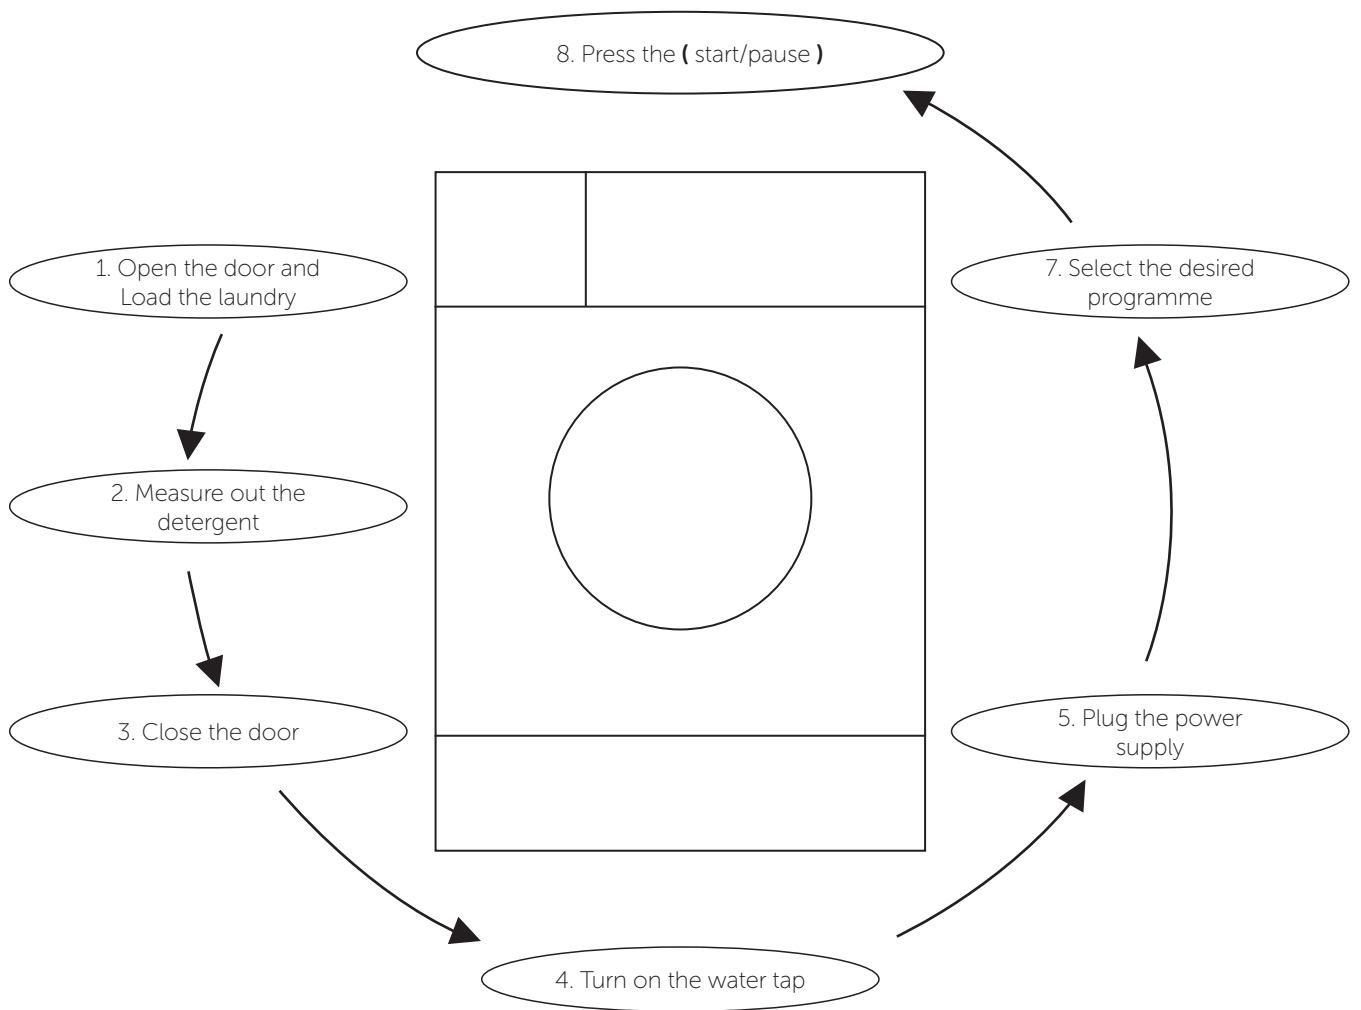 8. Press the ( start/pause )
1. Open the door and
Load the laundry
2. Measure out the
detergent
3. Close the door
4. Turn on the water tap
5. Plug the power
supply
7. Select the desired
programme